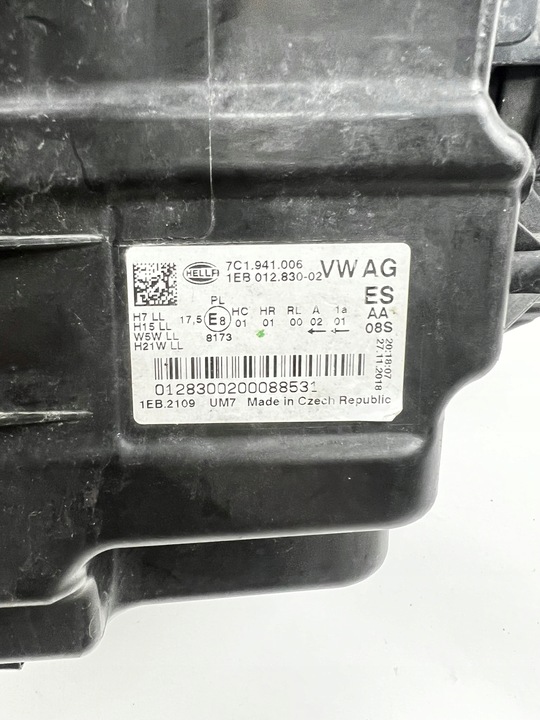 HELLA
7C1.941.006
1EB 012.830-02
VW AG
ES
AA
08S
PL
H7 LL
H15 LL
W5W LL
H21W LL
17,5
E8
8173
HC HR RL A 1a
01 01 00 02 01
20:18:07
27.11.2018
0128300200088531
1EB.2109 UM7 Made in Czech Republic